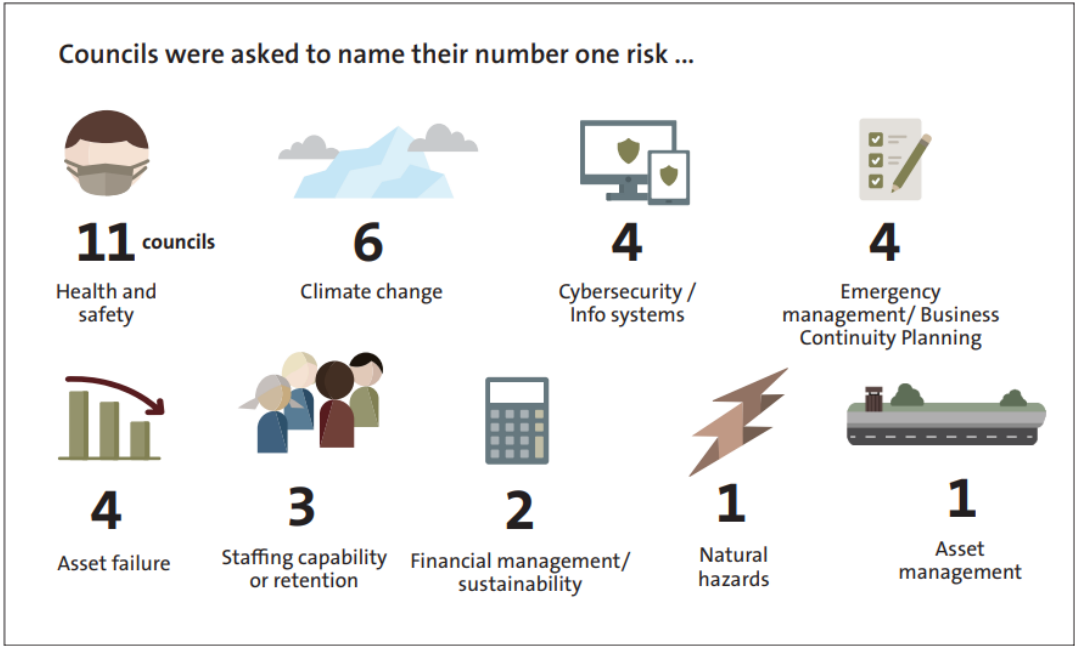 Councils were asked to name their number one risk ...
11 councils
Health and
safety
6
Climate change
4
Cybersecurity /
Info systems
4
Emergency
management/ Business
Continuity Planning
4
Asset failure
3
Staffing capability
or retention
2
Financial management/
sustainability
1
Natural
hazards
1
Asset
management